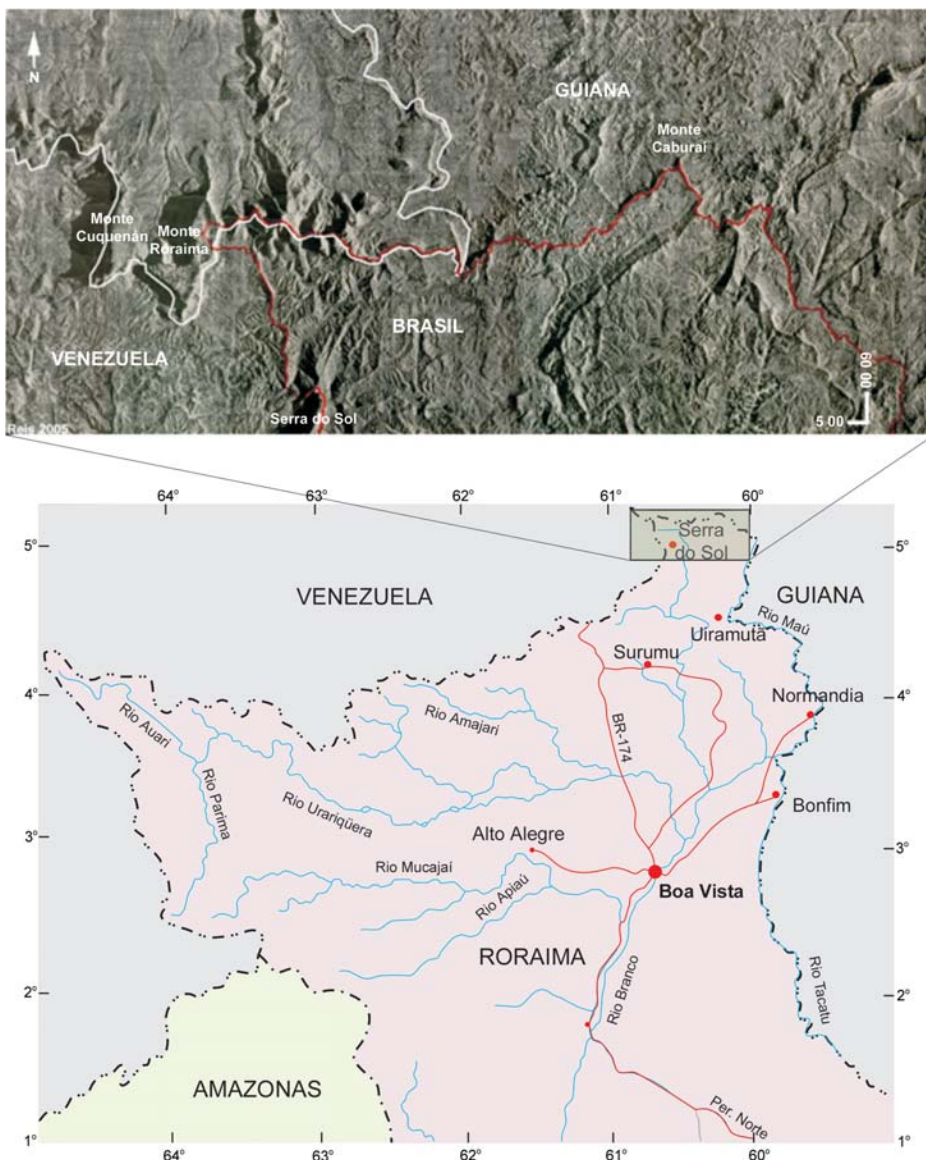 N
GUIANA
Monte
Caburaí
Monte
Cuquenán
Monte
Roraima
BRASIL
VENEZUELA
Serra do Sol
60 00
5 00
Reis 2005
64°
63°
62°
61°
60°
5°
5°
Serra
do Sol
VENEZUELA
GUIANA
Rio Maú
Uiramutã
Surumu
4°
4°
Normandia
Rio Auari
Rio Amajari
BR-174
Rio Parima
Rio Urariqüera
Bonfim
3°
3°
Alto Alegre
Rio Mucajaí
Rio Apiaú
Boa Vista
RORAIMA
Rio Branco
Rio Tacatu
2°
2°
AMAZONAS
Per. Norte
1°
1°
64°
63°
62°
61°
60°